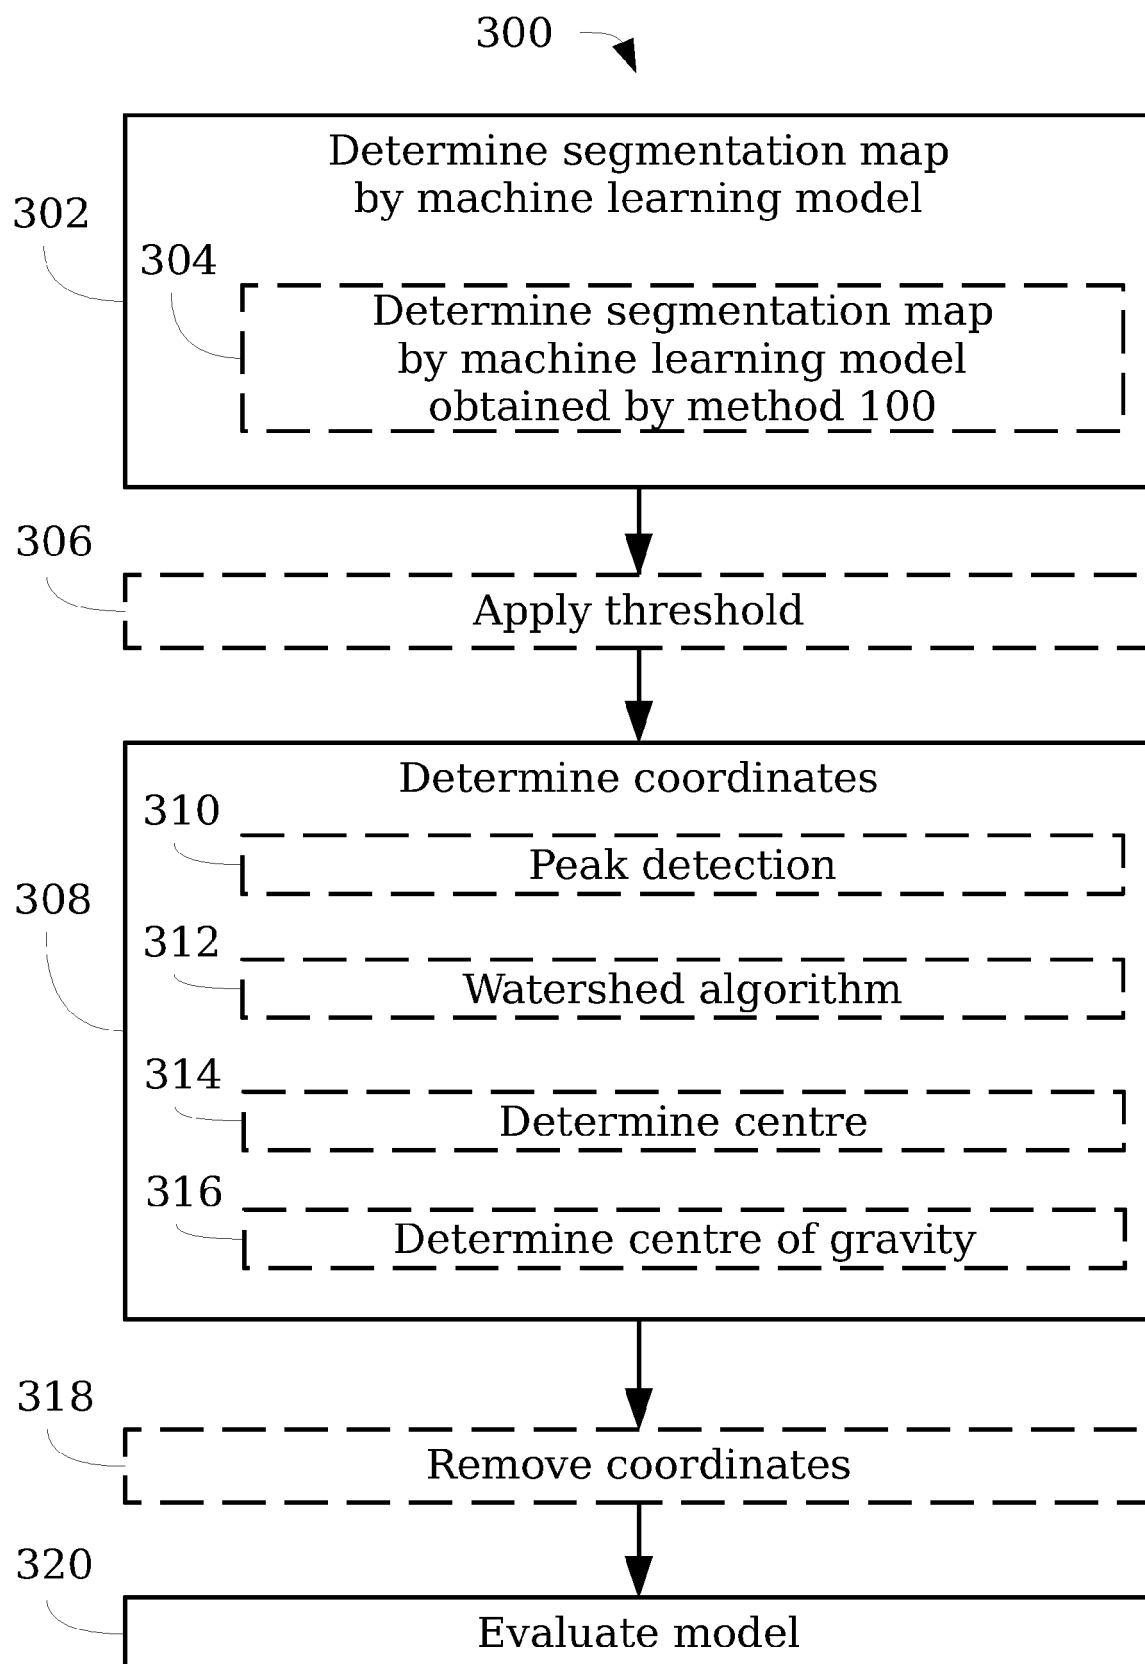 300
Determine segmentation map
by machine learning model
302
304
Determine segmentation map
by machine learning model
obtained by method 100
306
Apply threshold
Determine coordinates
310
Peak detection
308
312
Watershed algorithm
314
Determine centre
316
Determine centre of gravity
318
Remove coordinates
320
Evaluate model